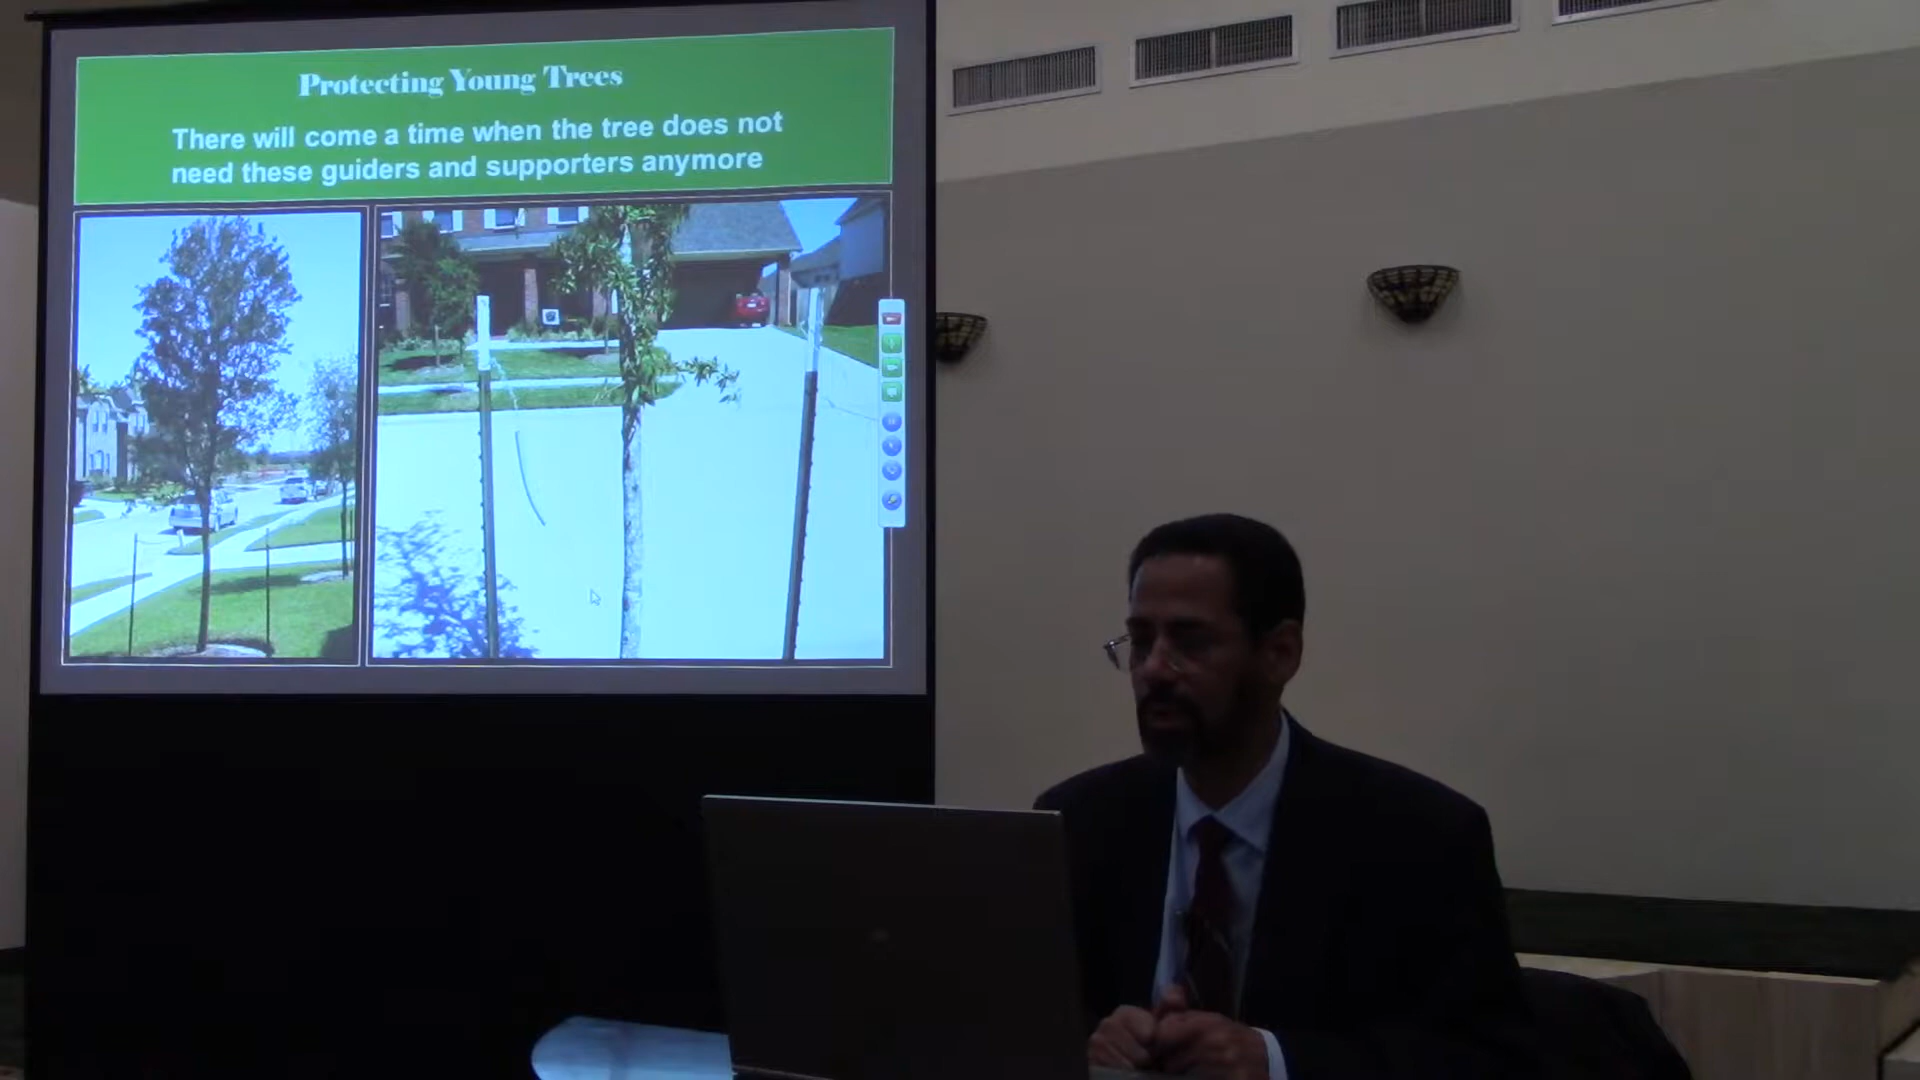 Protecting Young Trees
There will come a time when the tree does not
need these guiders and supporters anymore